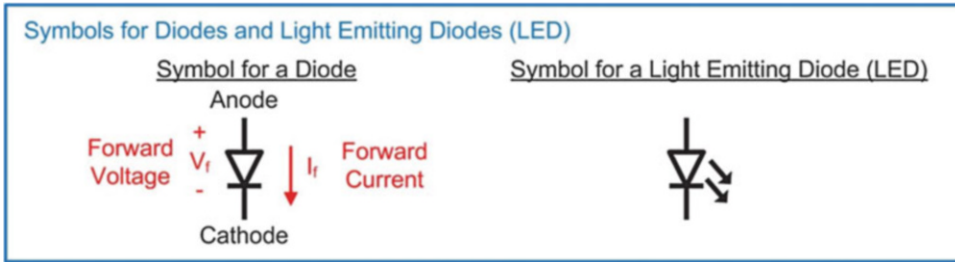 Symbols for Diodes and Light Emitting Diodes (LED)
Symbol for a Diode
Anode
Forward
Voltage
+
Vf
-
If
Forward
Current
Cathode
Symbol for a Light Emitting Diode (LED)